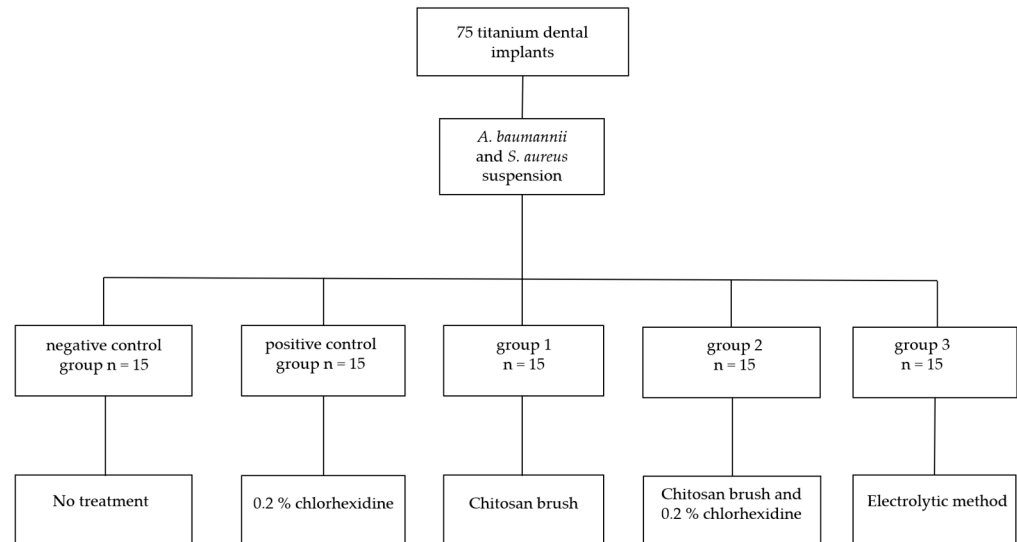 75 titanium dental
implants
A. baumannii
and S. aureus
suspension
negative control
group n = 15
positive control
group n = 15
group 1
n = 15
group 2
n = 15
group 3
n = 15
No treatment
0.2 % chlorhexidine
Chitosan brush
Chitosan brush and
0.2 % chlorhexidine
Electrolytic method